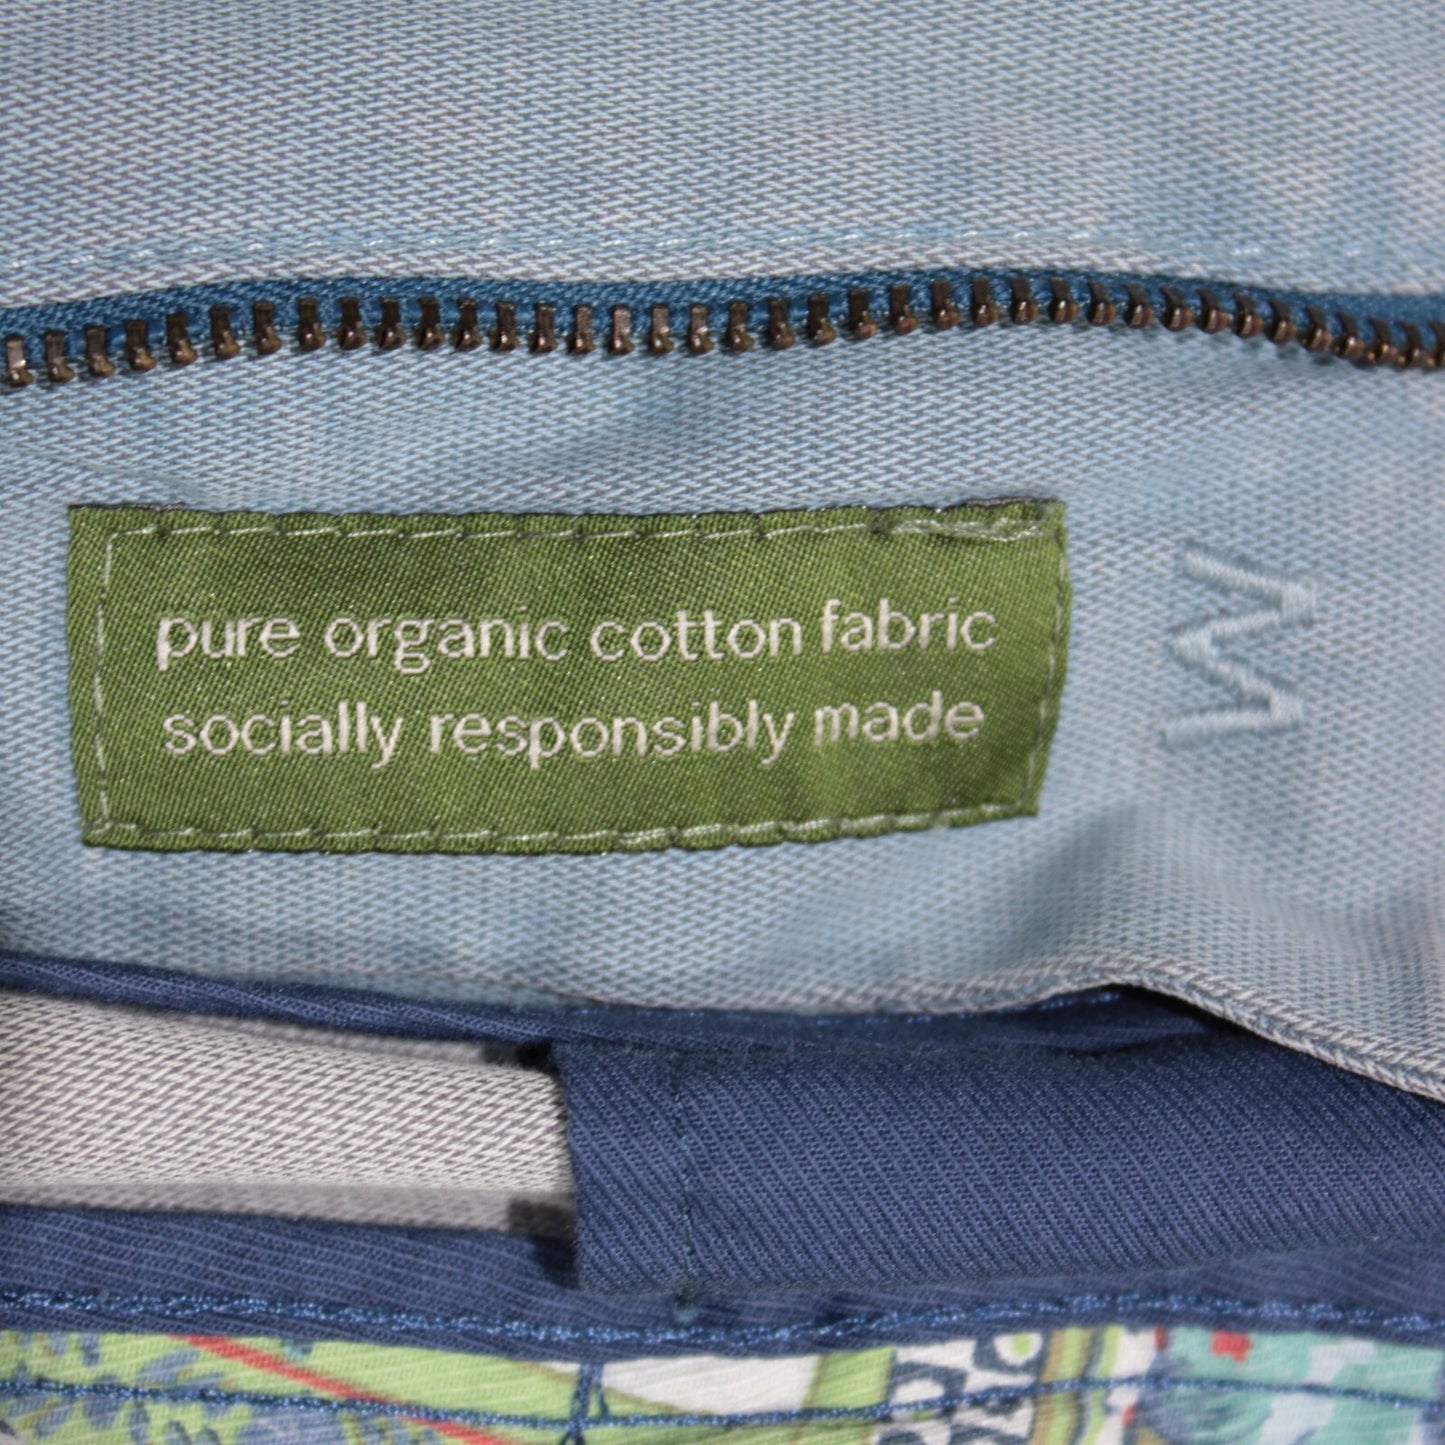 pure organic cotton fabric
socially responsibly made
M